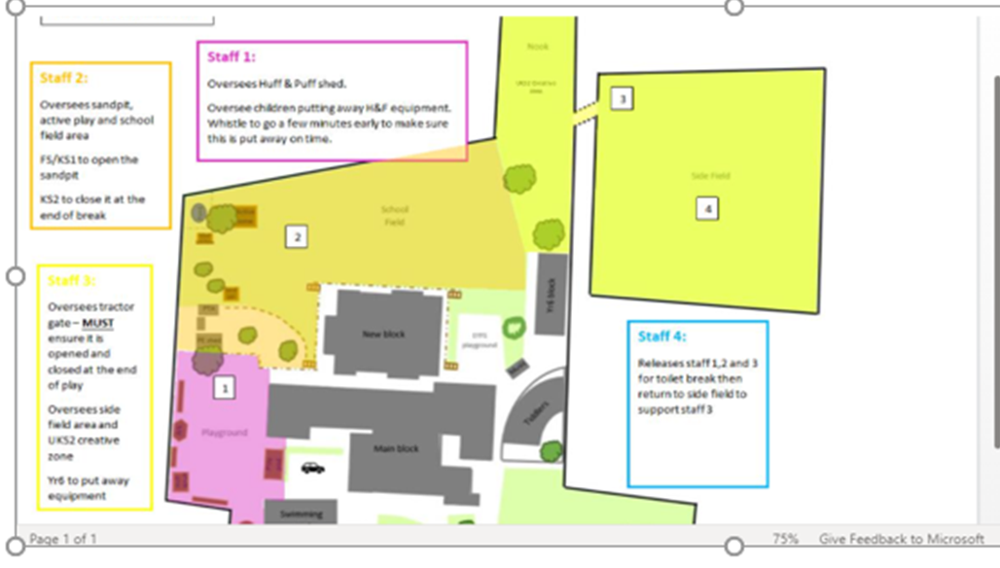 Staff 1:
Oversees Huff & Puff shed.
Oversee children putting away H&F equipment.
Whistle to go a few minutes early to make sure
this is put away on time.
Staff 2:
Oversees sandpit,
active play and school
field area
FS/KS1 to open the
sandpit
KS2 to close it at the
end of break
Staff 3:
Oversees tractor
gate – MUST
ensure it is
opened and
closed at the end
of play
Oversees side
field area and
UKS2 creative
zone
Yr6 to put away
equipment
Nook
UKS2 Creative
Area
3
Side Field
4
School
Field
2
New block
Yr6 block
playground
1
Playground
Main block
Tiddlers
Swimming
Staff 4:
Releases staff 1,2 and 3
for toilet break then
return to side field to
support staff 3
Page 1 of 1
75%
Give Feedback to Microsoft